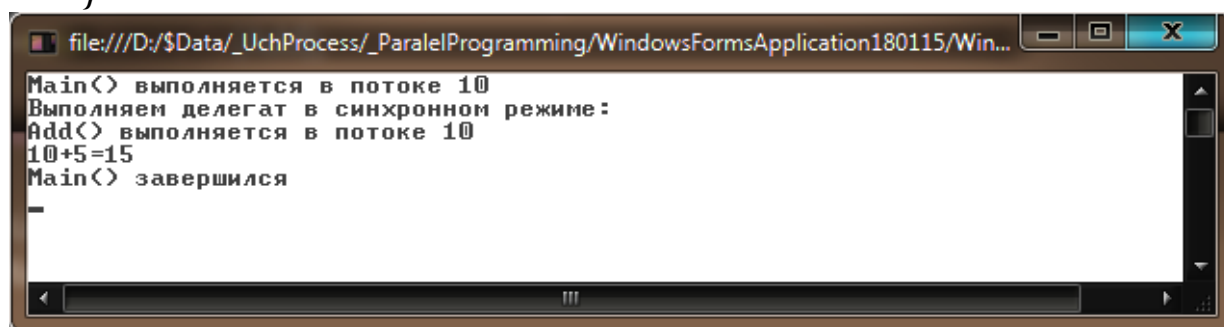 file:///D:/$Data/_UchProcess/_ParalelProgramming/WindowsFormsApplication180115/Win...
Main() выполняется в потоке 10
Выполняем делегат в синхронном режиме:
Add() выполняется в потоке 10
10+5=15
Main() завершился